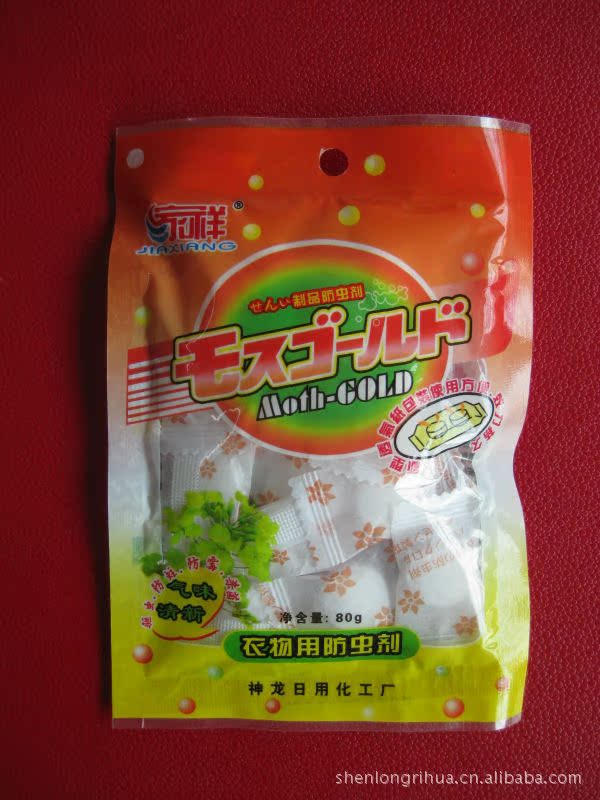 家祥®
JIAXIANG
せんい制品防虫剂
モスゴールド
Moth-GOLD
气味
清新
净含量: 80g
衣物用防虫剂
神龙日用化工厂
shenlongrihua.cn.alibaba.com